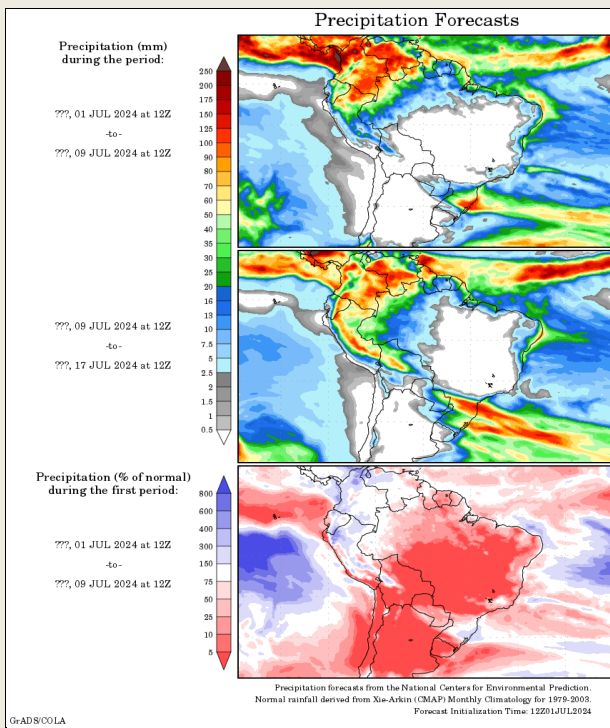 Precipitation Forecasts
Precipitation (mm)
during the period:
???, 01 JUL 2024 at 12Z
-to-
???, 09 JUL 2024 at 12Z
250
200
175
150
125
100
90
80
70
60
50
40
35
30
25
20
16
13
10
7.5
5
2.5
2
1.5
1
0.5
???, 09 JUL 2024 at 12Z
-to-
???, 17 JUL 2024 at 12Z
Precipitation (% of normal)
during the first period:
???, 01 JUL 2024 at 12Z
-to-
???, 09 JUL 2024 at 12Z
800
600
400
300
150
75
50
25
10
5
Precipitation forecasts from the National Centers for Environmental Prediction.
Normal rainfall derived from Xie-Arkin (CMAP) Monthly Climatology for 1979-2003.
Forecast Initialization Time: 12Z01JUL2024
GrADS/COLA